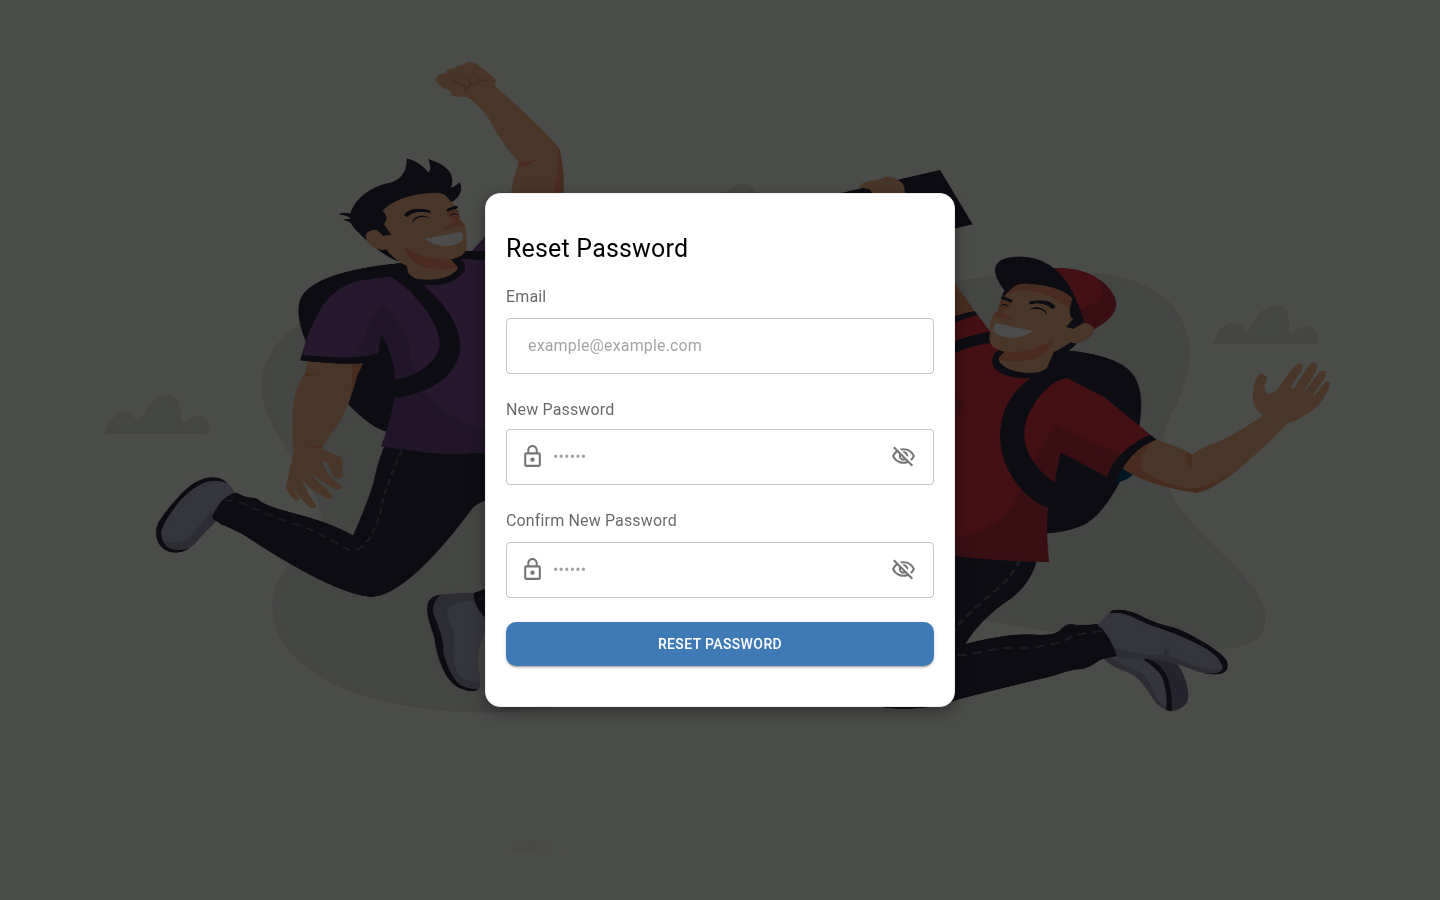 Reset Password
Email
example@example.com
New Password
••••••
Confirm New Password
••••••
RESET PASSWORD